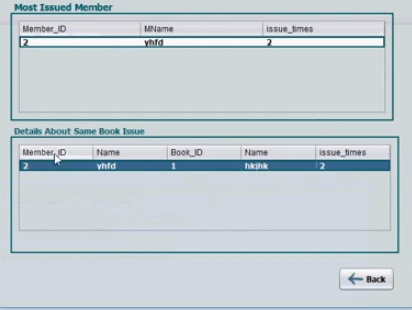 Most Issued Member
Member_ID MName issue_times
2 yhfd 2
Details About Same Book Issue
Member_ID Name Book_ID Name issue_times
2 yhfd 1 hkjhk 2
Back